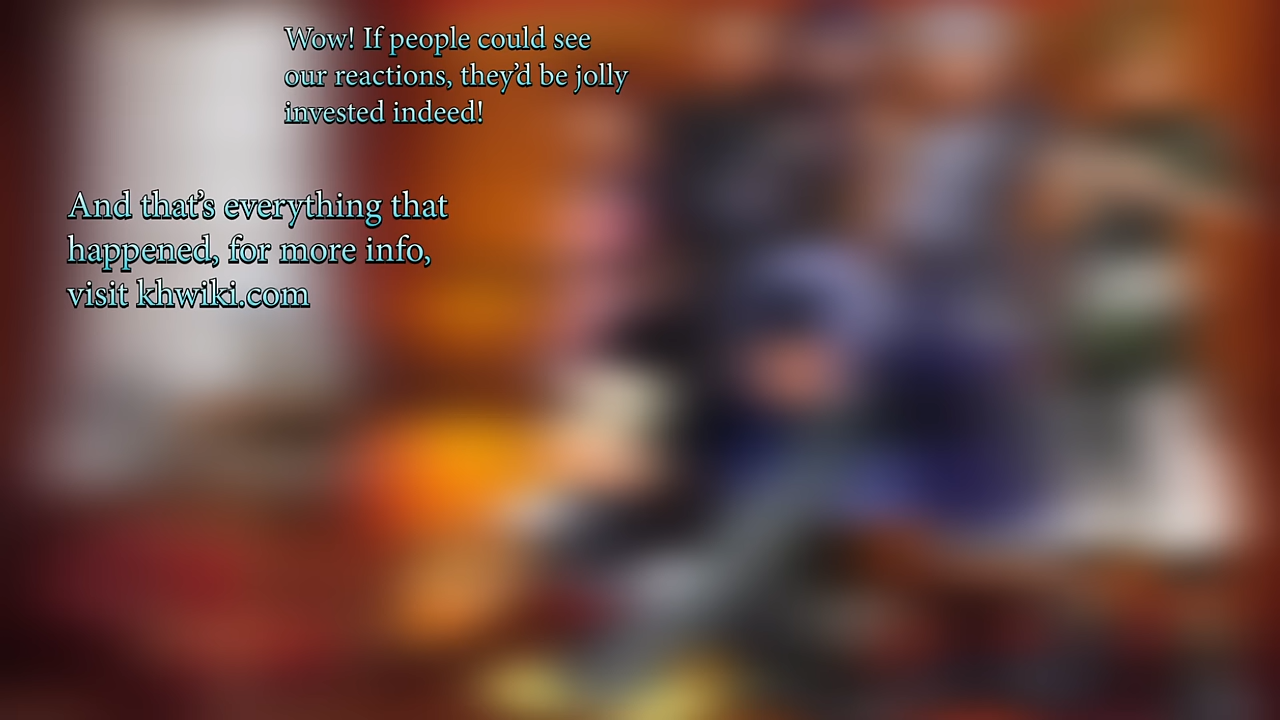 Wow! If people could see
our reactions, they'd be jolly
invested indeed!
And that's everything that
happened, for more info,
visit khwiki.com